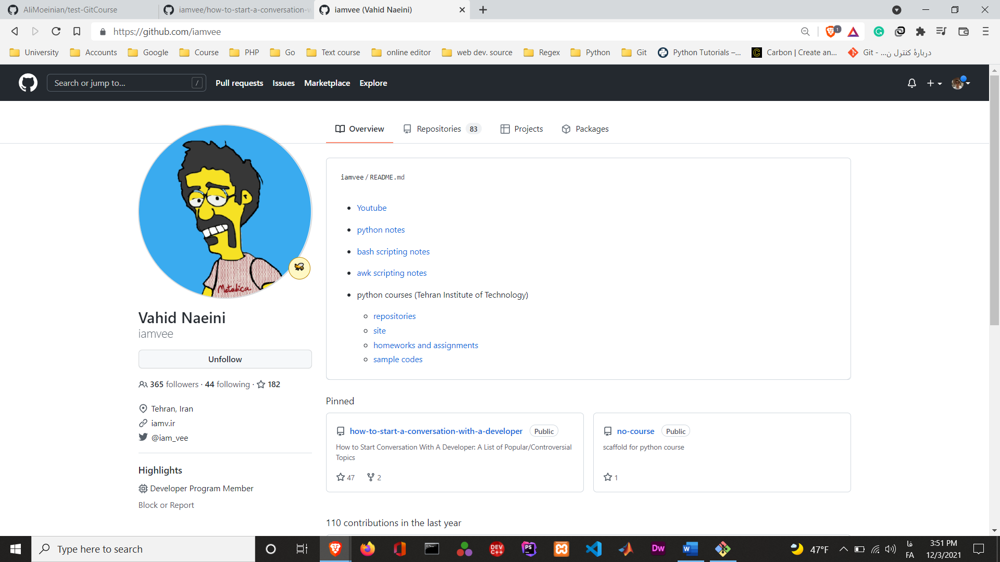 AliMoeinian/test-GitCourse
iamvee/how-to-start-a-conversation-w
iamvee (Vahid Naeini)
https://github.com/iamvee
1
University
Accounts
Google
Course
PHP
Go
Text course
online editor
web dev. source
Regex
Python
Git
Python Tutorials –...
Carbon | Create an...
Git - ...دربارهٔ کنترل ن
Search or jump to...
/
Pull requests
Issues
Marketplace
Explore
Overview
Repositories 83
Projects
Packages
Metalica
Vahid Naeini
iamvee
Unfollow
365 followers · 44 following · 182
Tehran, Iran
iamv.ir
@iam_vee
Highlights
Developer Program Member
Block or Report
iamvee / README.md
Youtube
python notes
bash scripting notes
awk scripting notes
python courses (Tehran Institute of Technology)
repositories
site
homeworks and assignments
sample codes
Pinned
how-to-start-a-conversation-with-a-developer Public
How to Start Conversation With A Developer: A List of Popular/Controversial
Topics
47 2
no-course Public
scaffold for python course
1
110 contributions in the last year
Type here to search
DEV
C++
PS
Dw
W
47°F
فا
FA
3:51 PM
12/3/2021